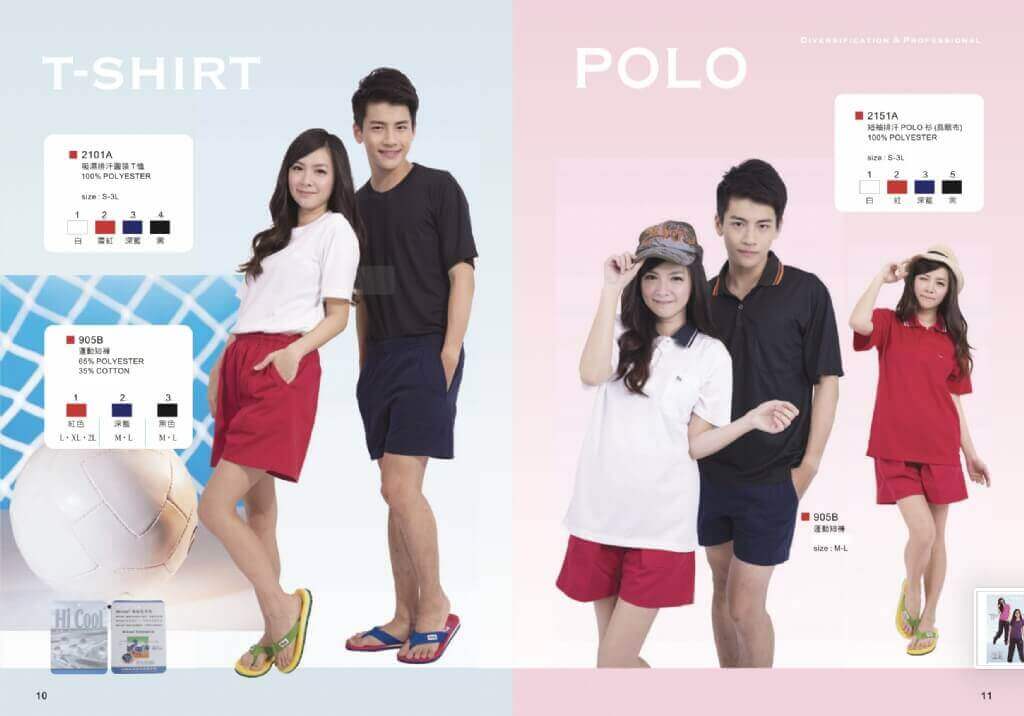 T-SHIRT
2101A
吸濕排汗圓領T恤
100% POLYESTER
size : S-3L
1 2 3 4
白 棗紅 深藍 黑
905B
運動短褲
65% POLYESTER
35% COTTON
1 2 3
紅色 深藍 黑色
L、XL、2L M、L M、L
Hi Cool
10
DIVERSIFICATION & PROFESSIONAL
POLO
2151A
短袖排汗 POLO 衫 (鳥眼布)
100% POLYESTER
size : S-3L
1 2 3 5
白 紅 深藍 黑
905B
運動短褲
size : M-L
11